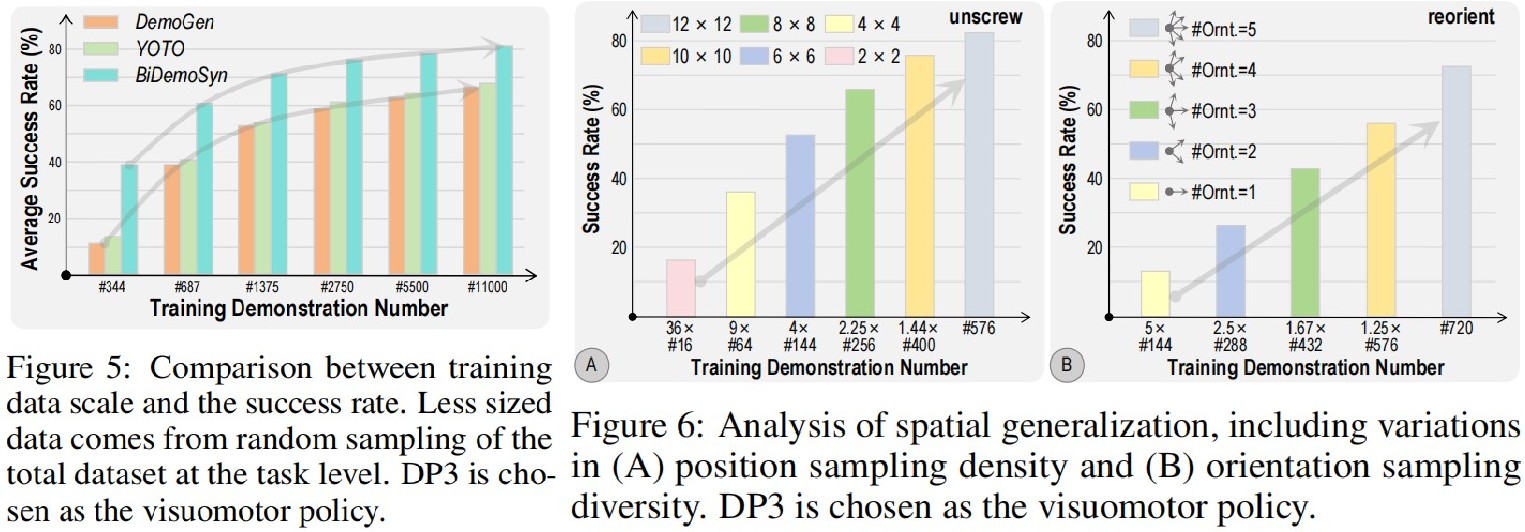 DemoGen
YOTO
BiDemoSyn
Average Success Rate (%)
80
60
40
20
#344
#687
#1375
#2750
#5500
#11000
Training Demonstration Number
Figure 5: Comparison between training
data scale and the success rate. Less sized
data comes from random sampling of the
total dataset at the task level. DP3 is cho-
sen as the visuomotor policy.
unscrew
12 × 12
8 × 8
4 × 4
10 × 10
6 × 6
2 × 2
Success Rate (%)
80
60
40
20
36 ×
#16
9 ×
#64
4 ×
#144
2.25 ×
#256
1.44 ×
#400
#576
Training Demonstration Number
A
reorient
#Ornt.=5
#Ornt.=4
#Ornt.=3
#Ornt.=2
#Ornt.=1
Success Rate (%)
80
60
40
20
5 ×
#144
2.5 ×
#288
1.67 ×
#432
1.25 ×
#576
#720
Training Demonstration Number
B
Figure 6: Analysis of spatial generalization, including variations
in (A) position sampling density and (B) orientation sampling
diversity. DP3 is chosen as the visuomotor policy.